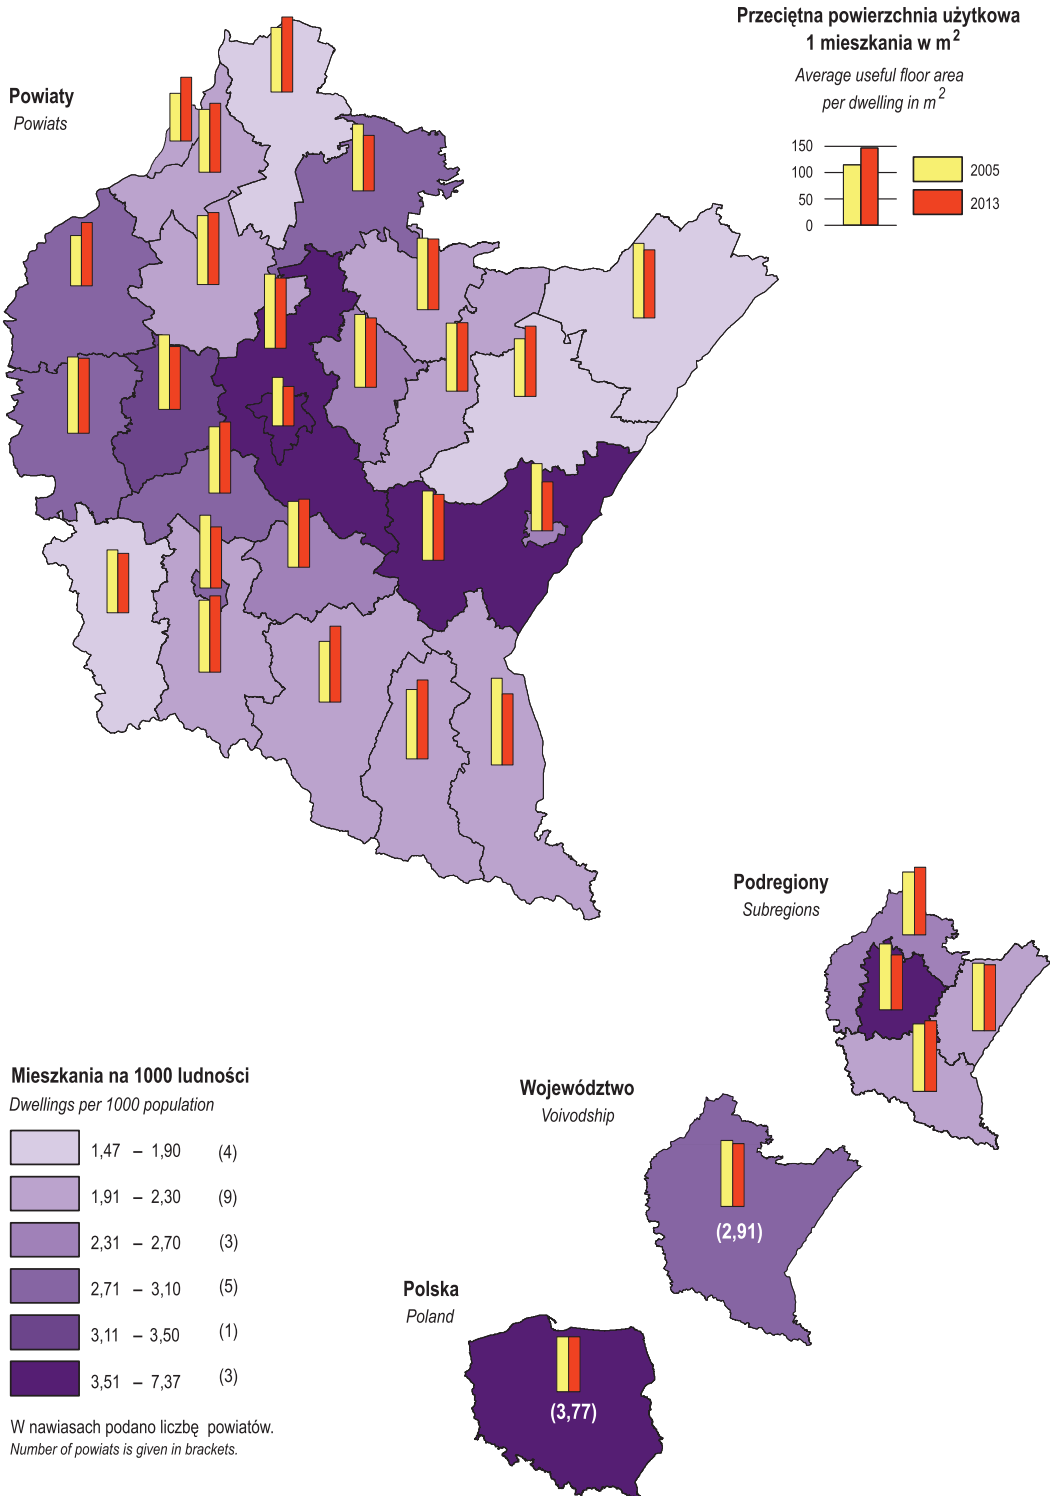 Przeciętna powierzchnia użytkowa
1 mieszkania w m²
Average useful floor area
per dwelling in m²
150
100
50
0
2005
2013
Powiaty
Powiats
Podregiony
Subregions
Województwo
Voivodship
(2,91)
Polska
Poland
(3,77)
Mieszkania na 1000 ludności
Dwellings per 1000 population
1,47 – 1,90 (4)
1,91 – 2,30 (9)
2,31 – 2,70 (3)
2,71 – 3,10 (5)
3,11 – 3,50 (1)
3,51 – 7,37 (3)
W nawiasach podano liczbę powiatów.
Number of powiats is given in brackets.